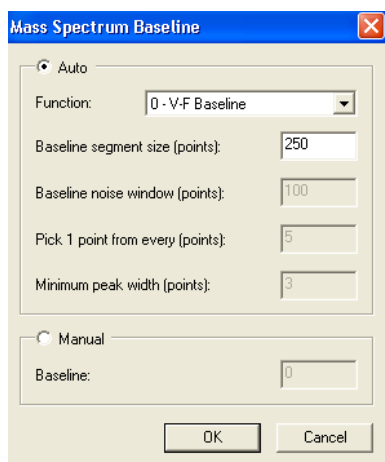 Mass Spectrum Baseline
Auto
Function: 0 - V-F Baseline
Baseline segment size (points): 250
Baseline noise window (points): 100
Pick 1 point from every (points): 5
Minimum peak width (points): 3
Manual
Baseline: 0
OK Cancel